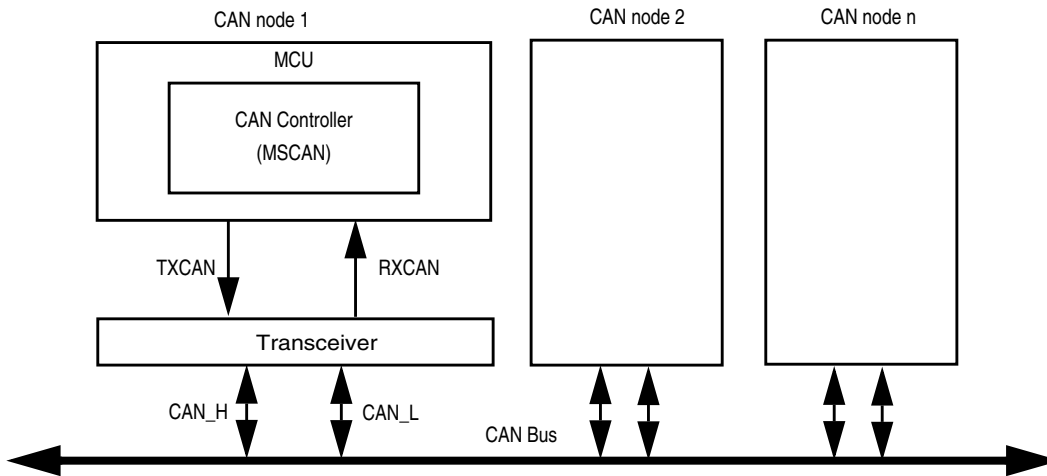 CAN node 1
CAN node 2
CAN node n
MCU
CAN Controller
(MSCAN)
TXCAN
RXCAN
Transceiver
CAN_H
CAN_L
CAN Bus